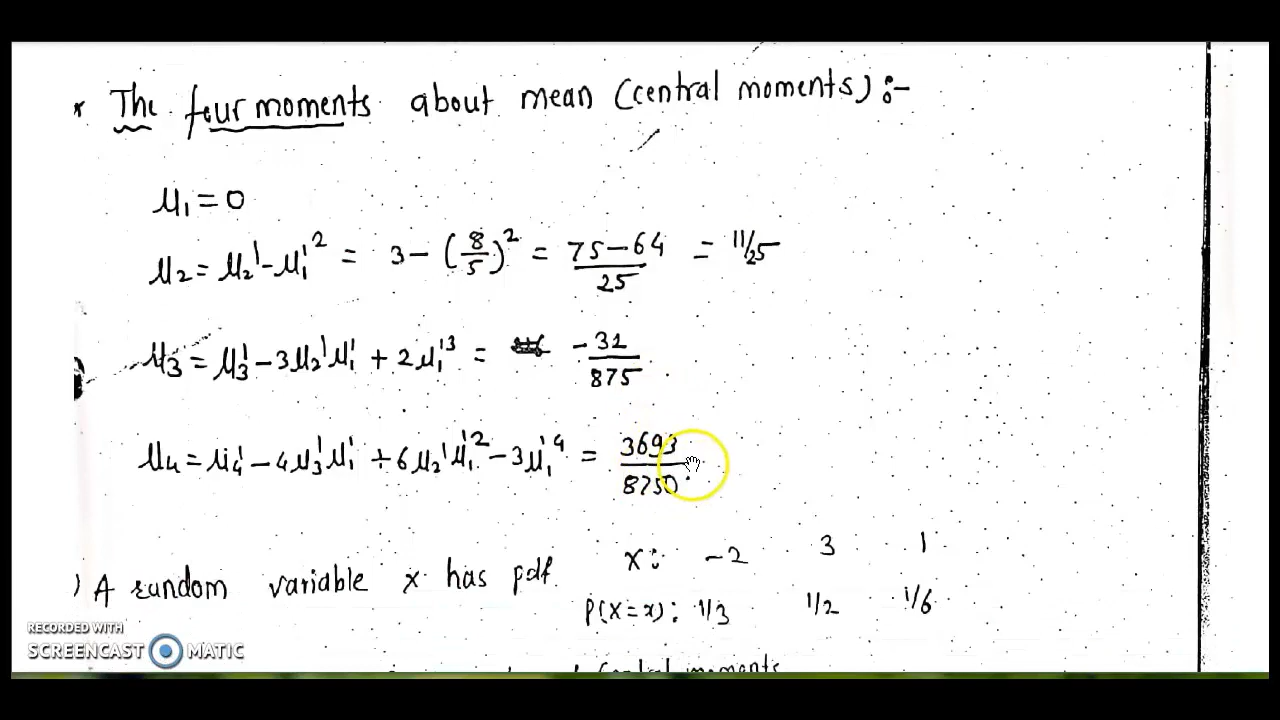 * The four moments about mean (central moments) :-
μ₁ = 0
μ₂ = μ₂' - μ₁'² = 3 - (8/5)² = (75-64)/25 = 11/25
μ₃ = μ₃' - 3μ₂'μ₁' + 2μ₁'³ = -32/875
μ₄ = μ₄' - 4μ₃'μ₁' + 6μ₂'μ₁'² - 3μ₁'⁴ = 3693/8750
) A random variable x has pdf. X: -2 3 1
P(X=x): 1/3 1/2 1/6
central moments
RECORDED WITH
SCREENCAST MATIC